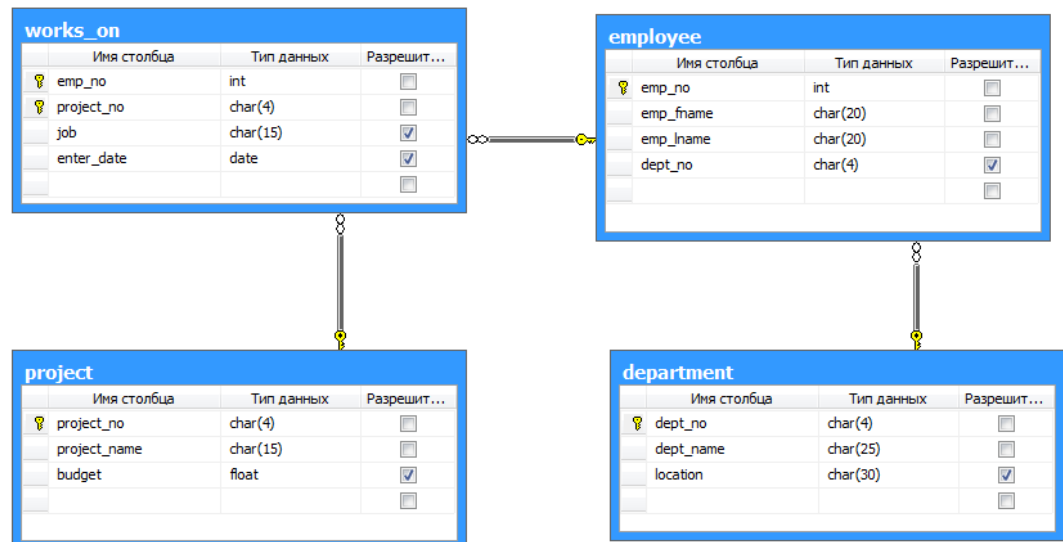 works_on
Имя столбца Тип данных Разрешит...
emp_no int
project_no char(4)
job char(15)
enter_date date
employee
Имя столбца Тип данных Разрешит...
emp_no int
emp_fname char(20)
emp_lname char(20)
dept_no char(4)
project
Имя столбца Тип данных Разрешит...
project_no char(4)
project_name char(15)
budget float
department
Имя столбца Тип данных Разрешит...
dept_no char(4)
dept_name char(25)
location char(30)